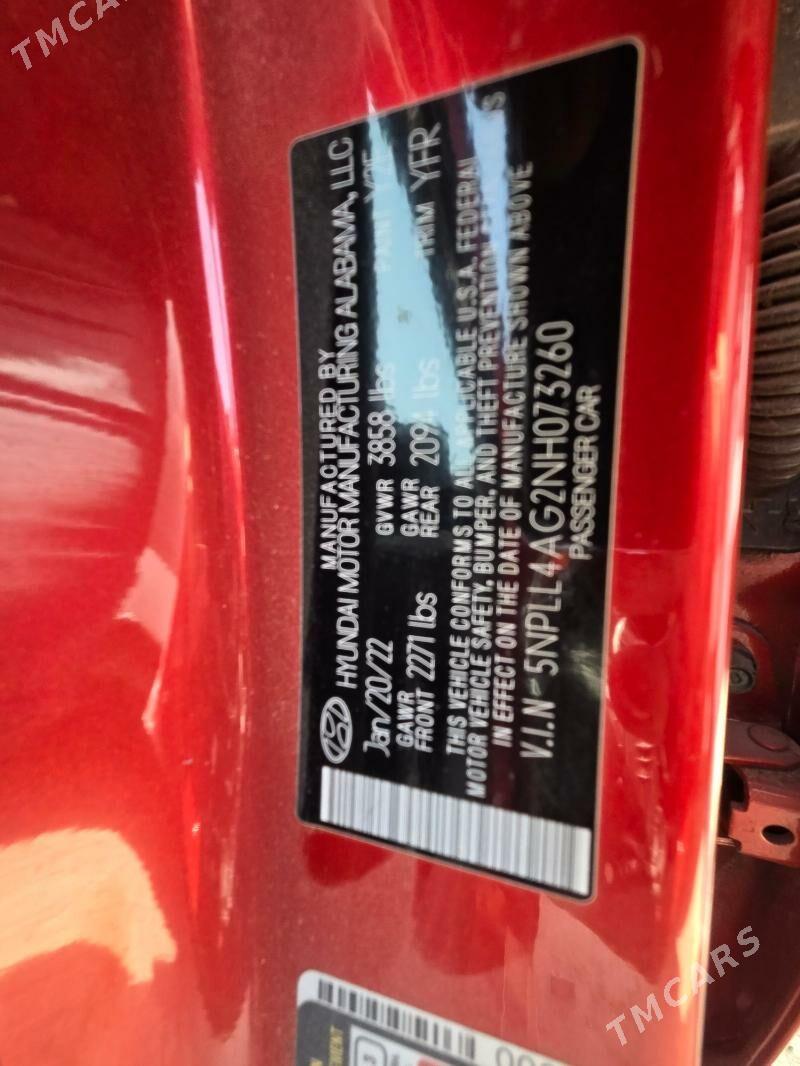 TMCARS
MANUFACTURED BY
HYUNDAI MOTOR MANUFACTURING ALABAMA, LLC
Jan/20/22 GVWR 3858 lbs PAINT
GAWR FRONT 2271 lbs GAWR REAR 2094 lbs TRIM YFR
THIS VEHICLE CONFORMS TO ALL APPLICABLE U.S.A. FEDERAL
MOTOR VEHICLE SAFETY, BUMPER, AND THEFT PREVENTION
IN EFFECT ON THE DATE OF MANUFACTURE SHOWN ABOVE
V.I.N 5NPLL4AG2NH073260
PASSENGER CAR
TMCARS